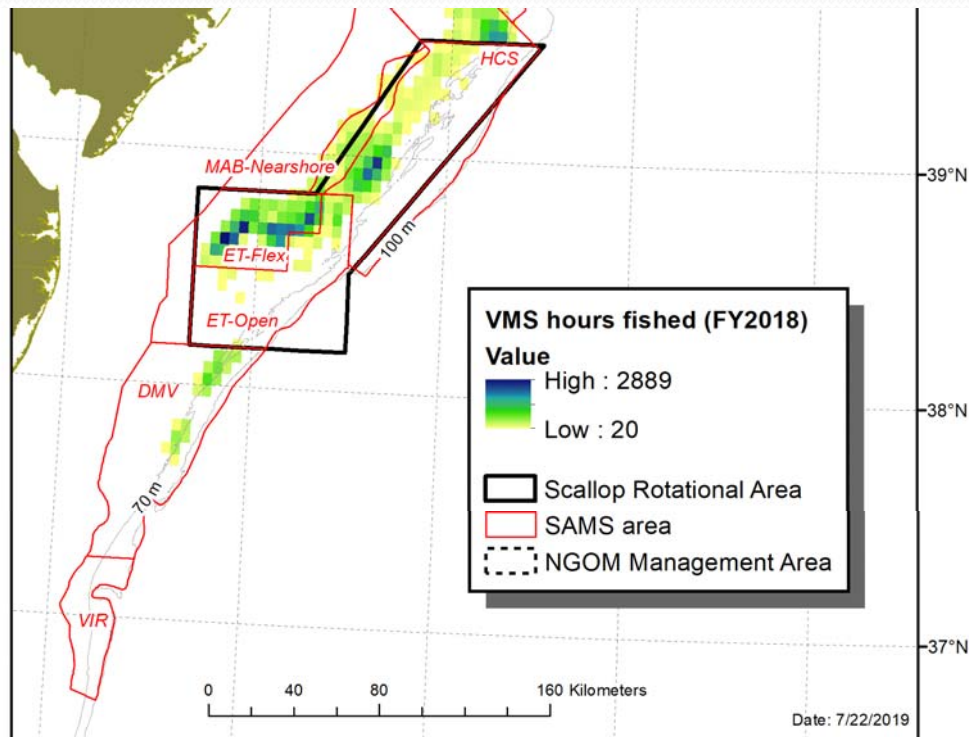 HCS
MAB-Nearshore
39°N
100 m
ET-Flex
ET-Open
VMS hours fished (FY2018)
Value
High : 2889
Low : 20
DMV
38°N
70 m
Scallop Rotational Area
SAMS area
NGOM Management Area
VIR
37°N
0 40 80 160 Kilometers
Date: 7/22/2019